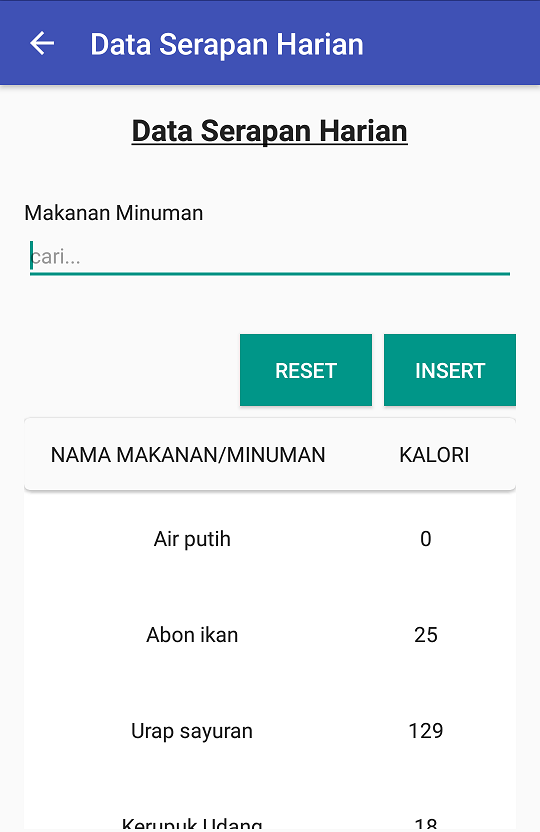 Data Serapan Harian
Data Serapan Harian
Makanan Minuman
cari...
RESET INSERT
NAMA MAKANAN/MINUMAN KALORI
Air putih 0
Abon ikan 25
Urap sayuran 129
Kerupuk Udang 18